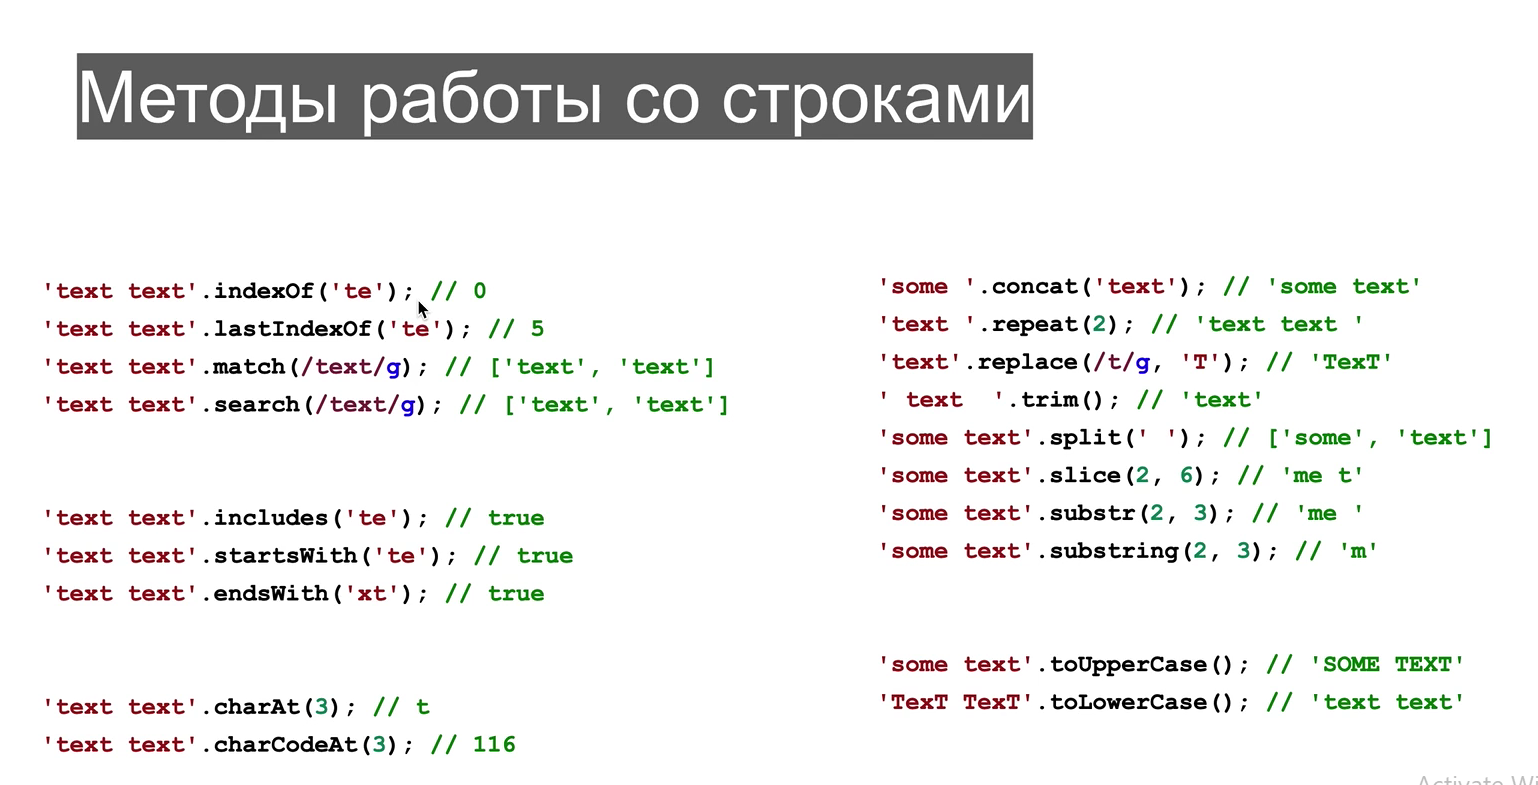 Методы работы со строками
'text text'.indexOf('te'); // 0
'text text'.lastIndexOf('te'); // 5
'text text'.match(/text/g); // ['text', 'text']
'text text'.search(/text/g); // ['text', 'text']
'text text'.includes('te'); // true
'text text'.startsWith('te'); // true
'text text'.endsWith('xt'); // true
'text text'.charAt(3); // t
'text text'.charCodeAt(3); // 116
'some '.concat('text'); // 'some text'
'text '.repeat(2); // 'text text '
'text'.replace(/t/g, 'T'); // 'TexT'
' text  '.trim(); // 'text'
'some text'.split(' '); // ['some', 'text']
'some text'.slice(2, 6); // 'me t'
'some text'.substr(2, 3); // 'me '
'some text'.substring(2, 3); // 'm'
'some text'.toUpperCase(); // 'SOME TEXT'
'TexT TexT'.toLowerCase(); // 'text text'
Activate